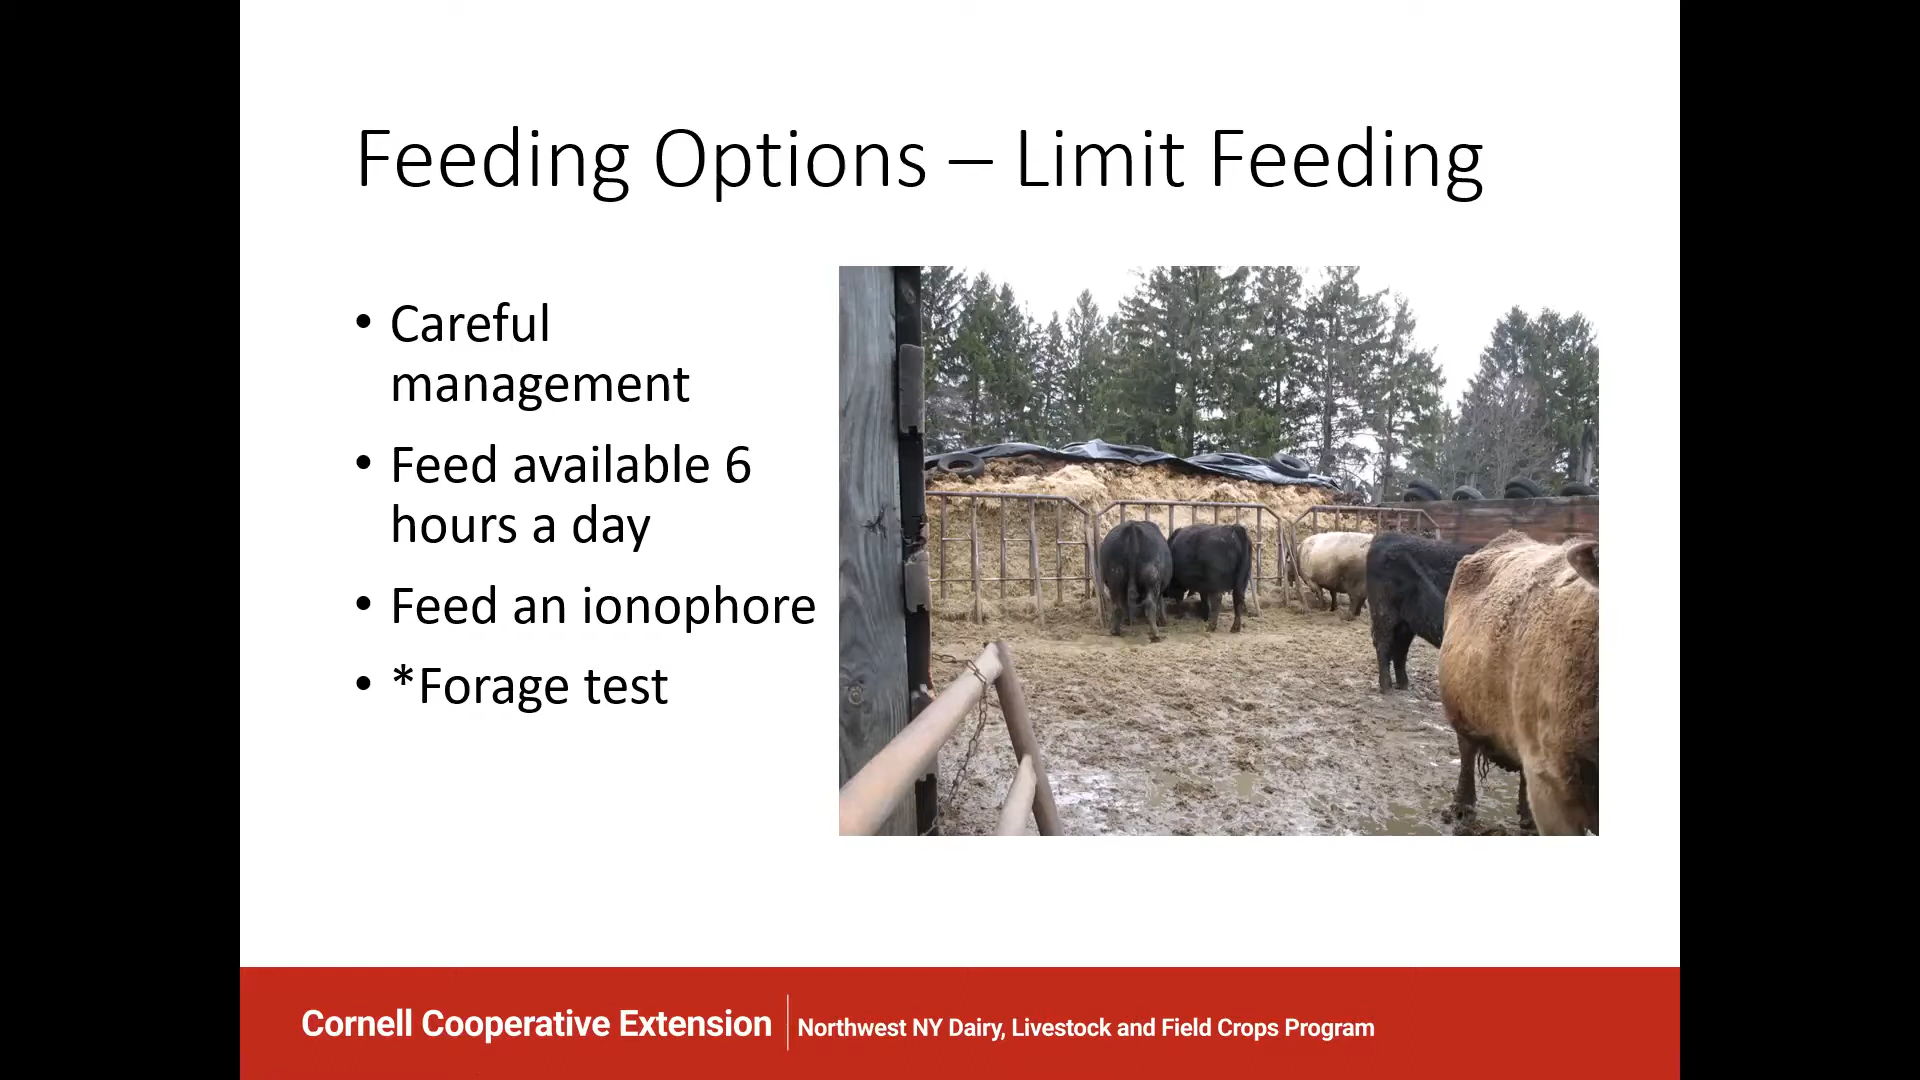 Feeding Options – Limit Feeding
• Careful
management
• Feed available 6
hours a day
• Feed an ionophore
• *Forage test
Cornell Cooperative Extension | Northwest NY Dairy, Livestock and Field Crops Program